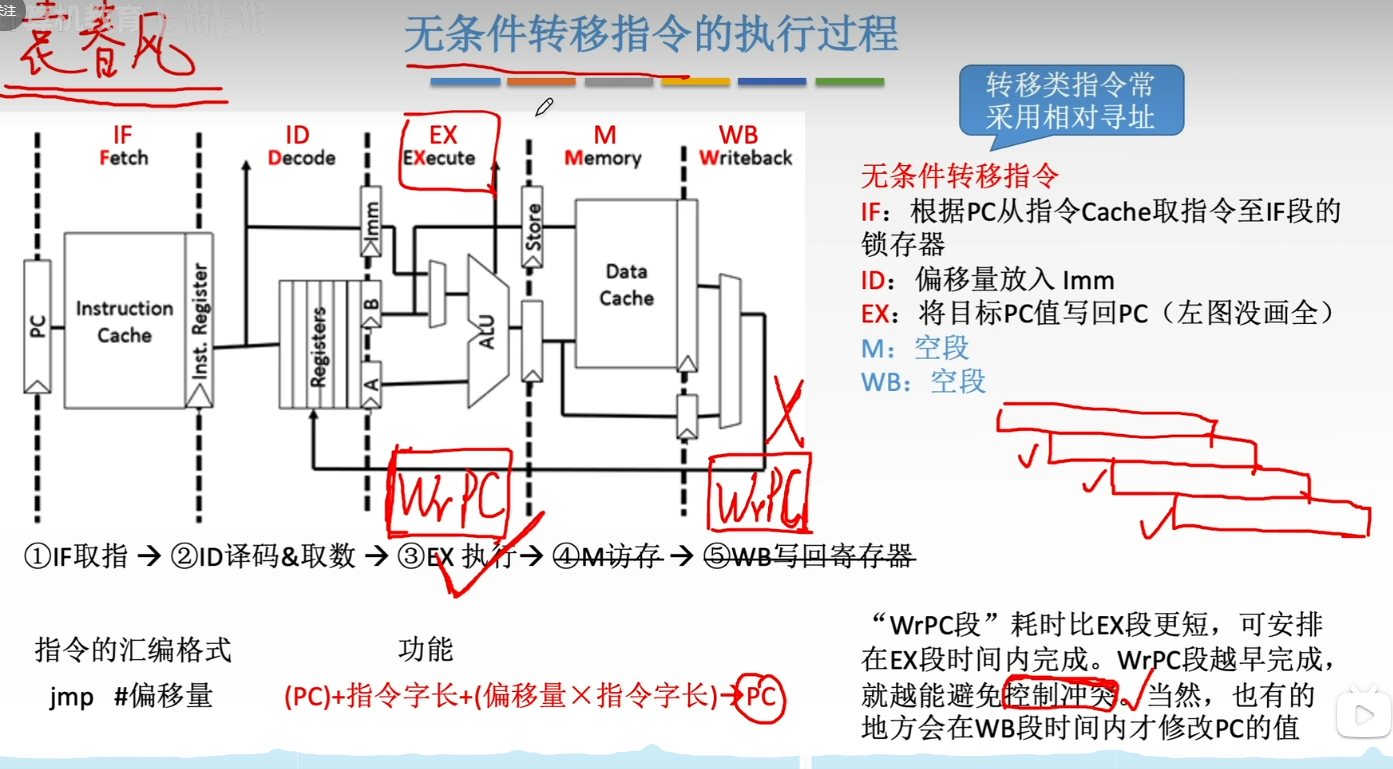 关注
无条件转移指令的执行过程
转移类指令常
采用相对寻址
IF
Fetch
ID
Decode
EX
EXecute
M
Memory
WB
Writeback
PC
Instruction
Cache
Inst. Register
Registers
Imm
B
A
ALU
Store
Data
Cache
WrPC
WrPC
无条件转移指令
IF：根据PC从指令Cache取指令至IF段的
锁存器
ID：偏移量放入 Imm
EX：将目标PC值写回PC（左图没画全）
M：空段
WB：空段
①IF取指 → ②ID译码&取数 → ③EX 执行→ ④M访存 → ⑤WB写回寄存器
指令的汇编格式
功能
jmp #偏移量
(PC)+指令字长+(偏移量×指令字长)→PC
“WrPC段”耗时比EX段更短，可安排
在EX段时间内完成。WrPC段越早完成，
就越能避免控制冲突。当然，也有的
地方会在WB段时间内才修改PC的值